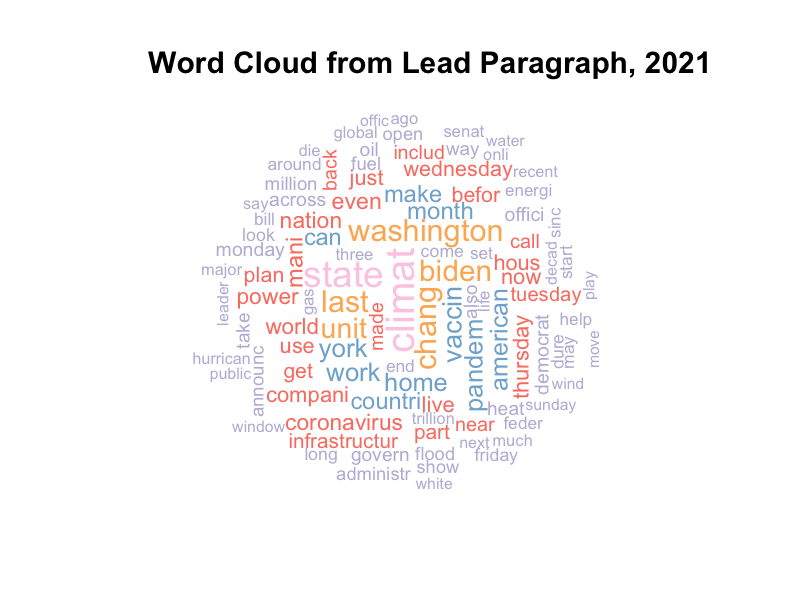 Word Cloud from Lead Paragraph, 2021
offic
ago
global
open
senat
water
die
oil
includ
way
onli
around
back
fuel
just
wednesday
recent
million
say
across
even
make
befor
energi
bill
nation
month
offici
look
can
washington
call
sinc
monday
mani
three
come
set
hous
decad
start
major
plan
state
climat
biden
now
play
leader
power
gas
last
chang
vaccin
also
life
tuesday
take
world
unit
made
pandem
american
thursday
democrat
help
use
york
dure
may
move
hurrican
public
get
work
end
home
wind
announc
compani
countri
live
heat
sunday
window
coronavirus
trillion
part
near
feder
infrastructur
next
much
long
govern
flood
friday
administr
show
white